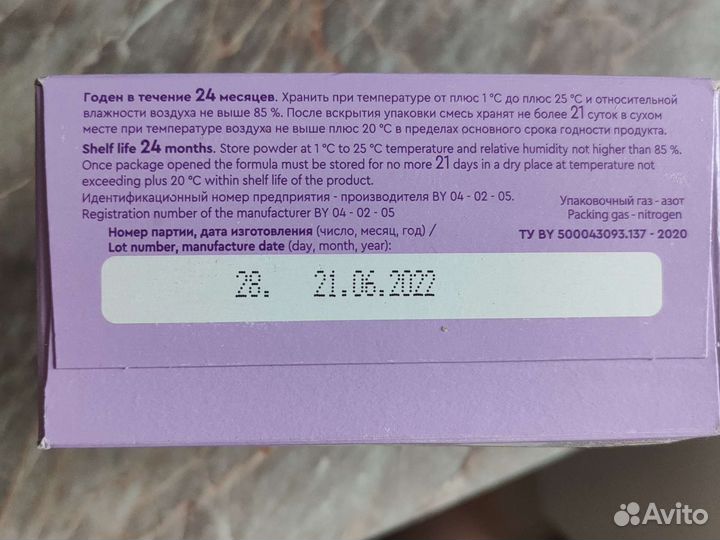 Годен в течение 24 месяцев. Хранить при температуре от плюс 1 °С до плюс 25 °С и относительной
влажности воздуха не выше 85 %. После вскрытия упаковки смесь хранят не более 21 суток в сухом
месте при температуре воздуха не выше плюс 20 °С в пределах основного срока годности продукта.
Shelf life 24 months. Store powder at 1 °C to 25 °C temperature and relative humidity not higher than 85 %.
Once package opened the formula must be stored for no more 21 days in a dry place at temperature not
exceeding plus 20 °C within shelf life of the product.
Идентификационный номер предприятия - производителя BY 04 - 02 - 05.
Registration number of the manufacturer BY 04 - 02 - 05
Упаковочный газ - азот
Packing gas - nitrogen
Номер партии, дата изготовления (число, месяц, год) /
Lot number, manufacture date (day, month, year):
ТУ BY 500043093.137 - 2020
28. 21.06.2022
Avito